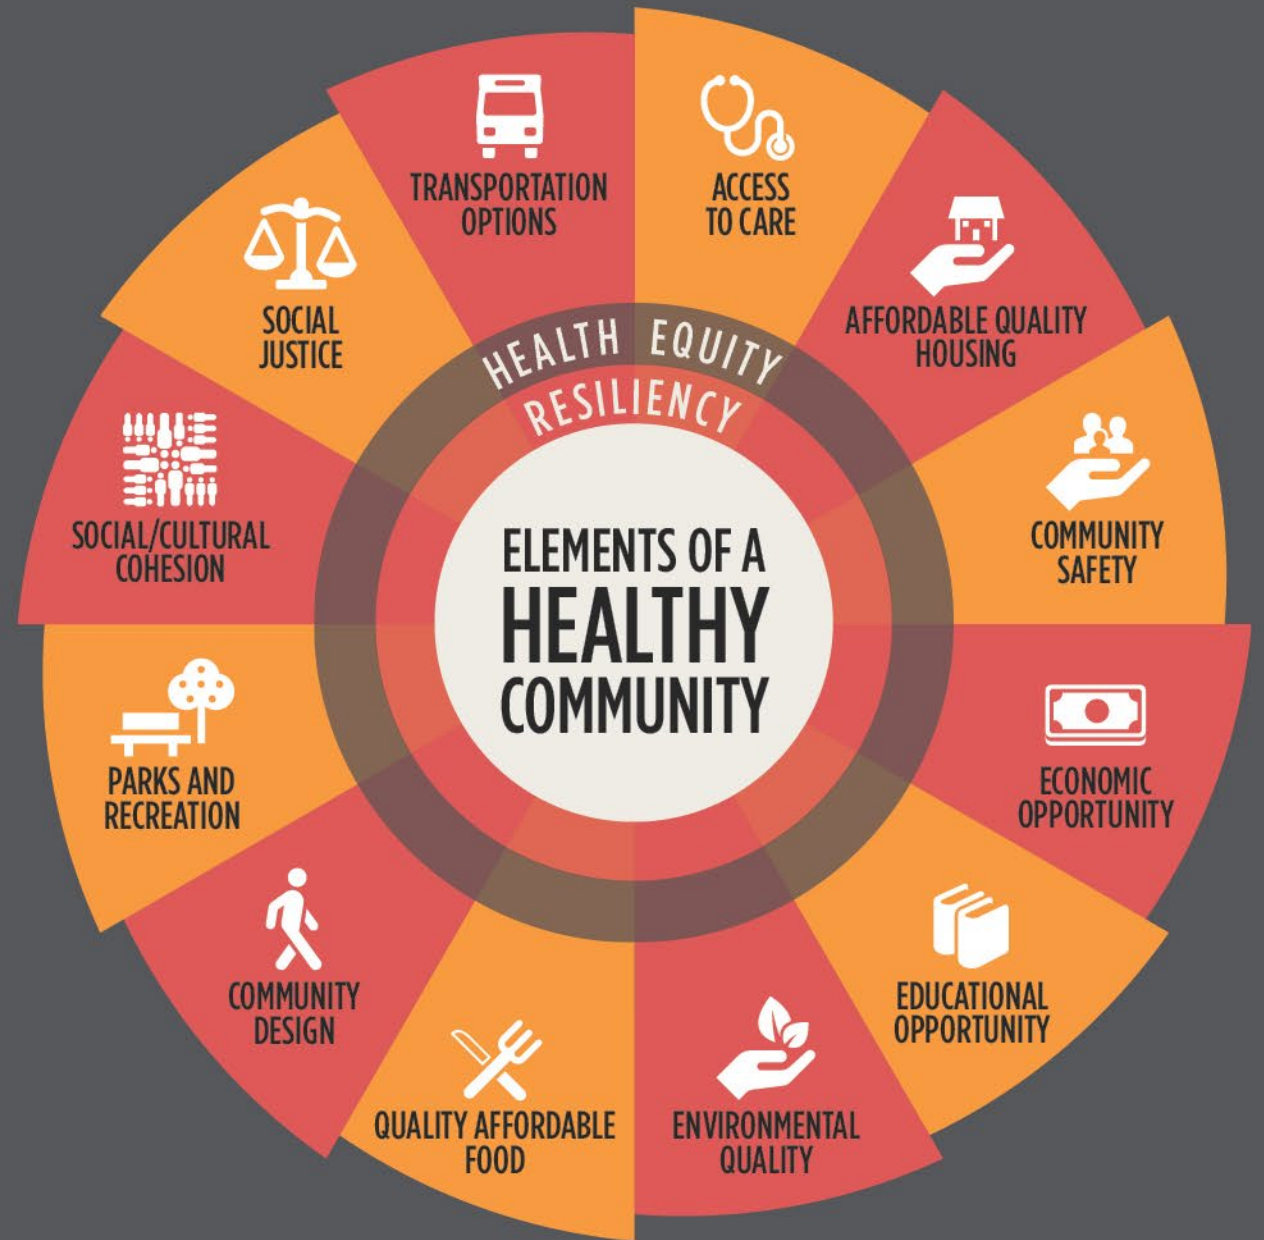 TRANSPORTATION
OPTIONS
ACCESS
TO CARE
AFFORDABLE QUALITY
HOUSING
COMMUNITY
SAFETY
ECONOMIC
OPPORTUNITY
EDUCATIONAL
OPPORTUNITY
ENVIRONMENTAL
QUALITY
QUALITY AFFORDABLE
FOOD
COMMUNITY
DESIGN
PARKS AND
RECREATION
SOCIAL/CULTURAL
COHESION
SOCIAL
JUSTICE
HEALTH EQUITY
RESILIENCY
ELEMENTS OF A
HEALTHY
COMMUNITY